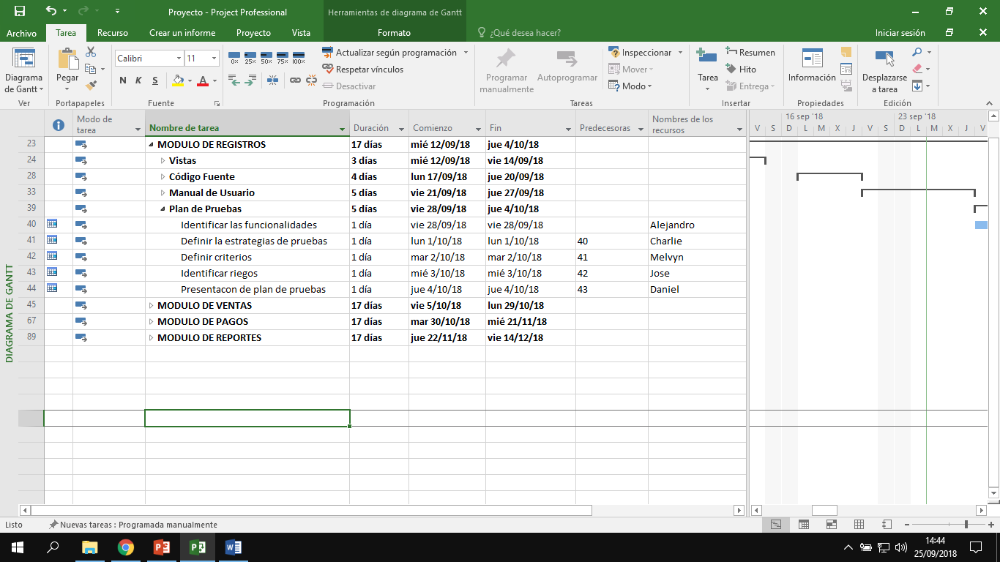 Proyecto - Project Professional
Herramientas de diagrama de Gantt
Archivo Tarea Recurso Crear un informe Proyecto Vista Formato ¿Qué desea hacer? Iniciar sesión
Diagrama de Gantt
Pegar
Calibri 11
N K S A
0% 25% 50% 75% 100%
Actualizar según programación
Respetar vínculos
Desactivar
Programar manualmente
Autoprogramar
Inspeccionar
Mover
Modo
Tarea
Resumen
Hito
Entrega
Información
Desplazarse a tarea
Ver Portapapeles Fuente Programación Tareas Insertar Propiedades Edición
Modo de tarea Nombre de tarea Duración Comienzo Fin Predecesoras Nombres de los recursos
16 sep '18 23 sep '18
V S D L M X J V S D L M X J V
23 MODULO DE REGISTROS 17 días mié 12/09/18 jue 4/10/18
24 Vistas 3 días mié 12/09/18 vie 14/09/18
28 Código Fuente 4 días lun 17/09/18 jue 20/09/18
33 Manual de Usuario 5 días vie 21/09/18 jue 27/09/18
39 Plan de Pruebas 5 días vie 28/09/18 jue 4/10/18
40 Identificar las funcionalidades 1 día vie 28/09/18 vie 28/09/18 Alejandro
41 Definir la estrategias de pruebas 1 día lun 1/10/18 lun 1/10/18 40 Charlie
42 Definir criterios 1 día mar 2/10/18 mar 2/10/18 41 Melvyn
43 Identificar riegos 1 día mié 3/10/18 mié 3/10/18 42 Jose
44 Presentacon de plan de pruebas 1 día jue 4/10/18 jue 4/10/18 43 Daniel
45 MODULO DE VENTAS 17 días vie 5/10/18 lun 29/10/18
67 MODULO DE PAGOS 17 días mar 30/10/18 mié 21/11/18
89 MODULO DE REPORTES 17 días jue 22/11/18 vie 14/12/18
DIAGRAMA DE GANTT
Listo Nuevas tareas : Programada manualmente
14:44
25/09/2018